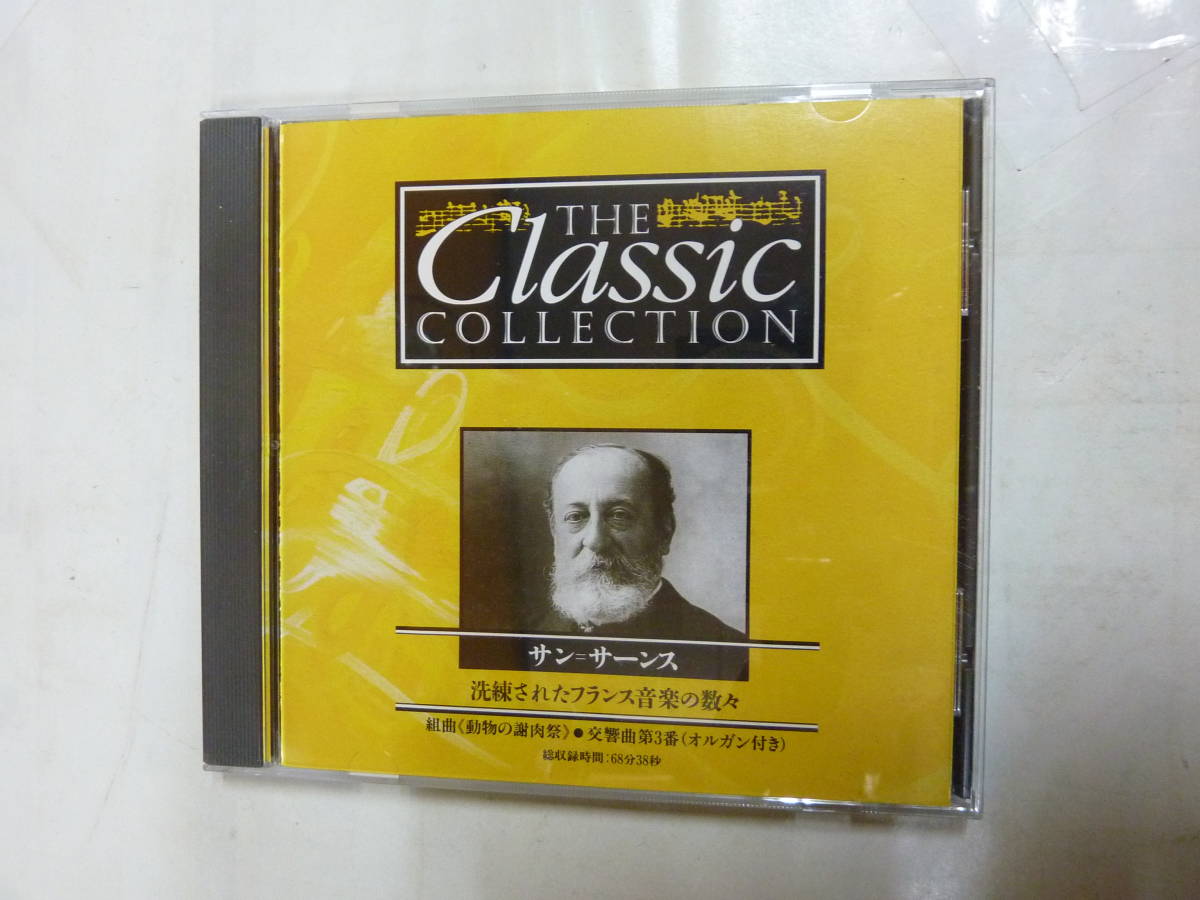 THE
Classic
COLLECTION
サン=サーンス
洗練されたフランス音楽の数々
組曲《動物の謝肉祭》●交響曲第3番(オルガン付き)
総収録時間:68分38秒